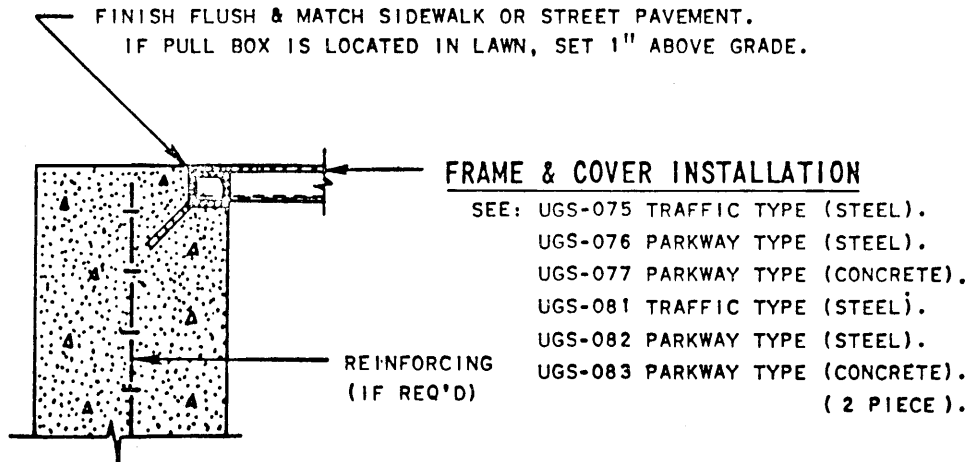 FINISH FLUSH & MATCH SIDEWALK OR STREET PAVEMENT.
IF PULL BOX IS LOCATED IN LAWN, SET 1" ABOVE GRADE.
FRAME & COVER INSTALLATION
SEE: UGS-075 TRAFFIC TYPE (STEEL).
UGS-076 PARKWAY TYPE (STEEL).
UGS-077 PARKWAY TYPE (CONCRETE).
UGS-081 TRAFFIC TYPE (STEEL).
UGS-082 PARKWAY TYPE (STEEL).
UGS-083 PARKWAY TYPE (CONCRETE).
(2 PIECE).
REINFORCING
(IF REQ'D)